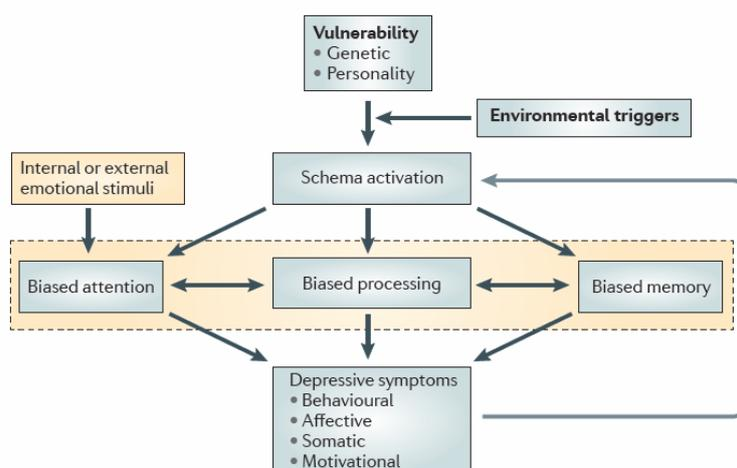 Vulnerability
• Genetic
• Personality
Environmental triggers
Internal or external
emotional stimuli
Schema activation
Biased attention
Biased processing
Biased memory
Depressive symptoms
• Behavioural
• Affective
• Somatic
• Motivational